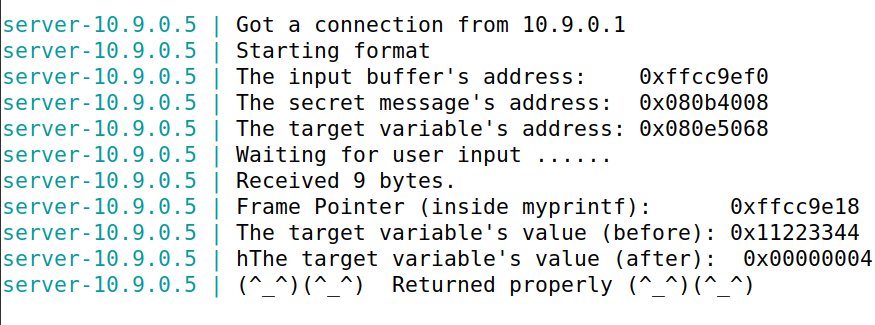 server-10.9.0.5 | Got a connection from 10.9.0.1
server-10.9.0.5 | Starting format
server-10.9.0.5 | The input buffer's address:    0xffcc9ef0
server-10.9.0.5 | The secret message's address:  0x080b4008
server-10.9.0.5 | The target variable's address: 0x080e5068
server-10.9.0.5 | Waiting for user input ......
server-10.9.0.5 | Received 9 bytes.
server-10.9.0.5 | Frame Pointer (inside myprintf):      0xffcc9e18
server-10.9.0.5 | The target variable's value (before): 0x11223344
server-10.9.0.5 | hThe target variable's value (after):  0x00000004
server-10.9.0.5 | (^_^)(^_^)  Returned properly (^_^)(^_^)